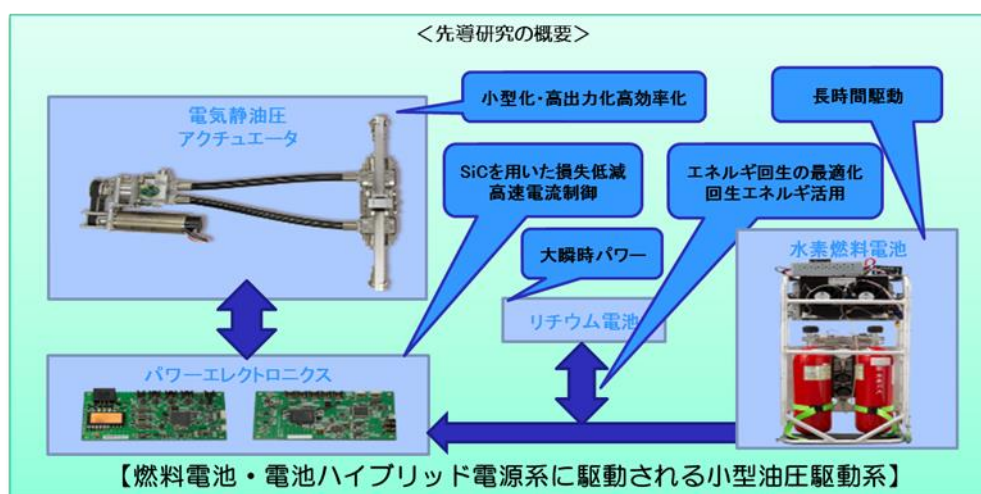 ＜先導研究の概要＞
電気静油圧
アクチュエータ
小型化・高出力化高効率化
長時間駆動
SiCを用いた損失低減
高速電流制御
エネルギ回生の最適化
回生エネルギ活用
大瞬時パワー
水素燃料電池
リチウム電池
パワーエレクトロニクス
【燃料電池・電池ハイブリッド電源系に駆動される小型油圧駆動系】